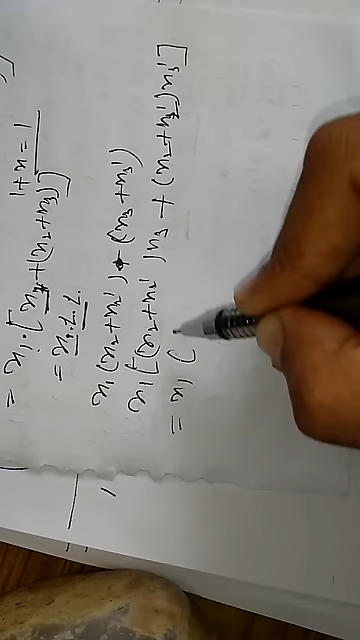 1 + x = 1
= x₁·[x₂ + (x₂ + x₃)]
= x₁·1·1·
x₁(x₂ + x₂') + (x₃ + x₃')
x₁[(x₂ + x₂')x₃ + (x₂ + x₂')x₃']
= x₁(